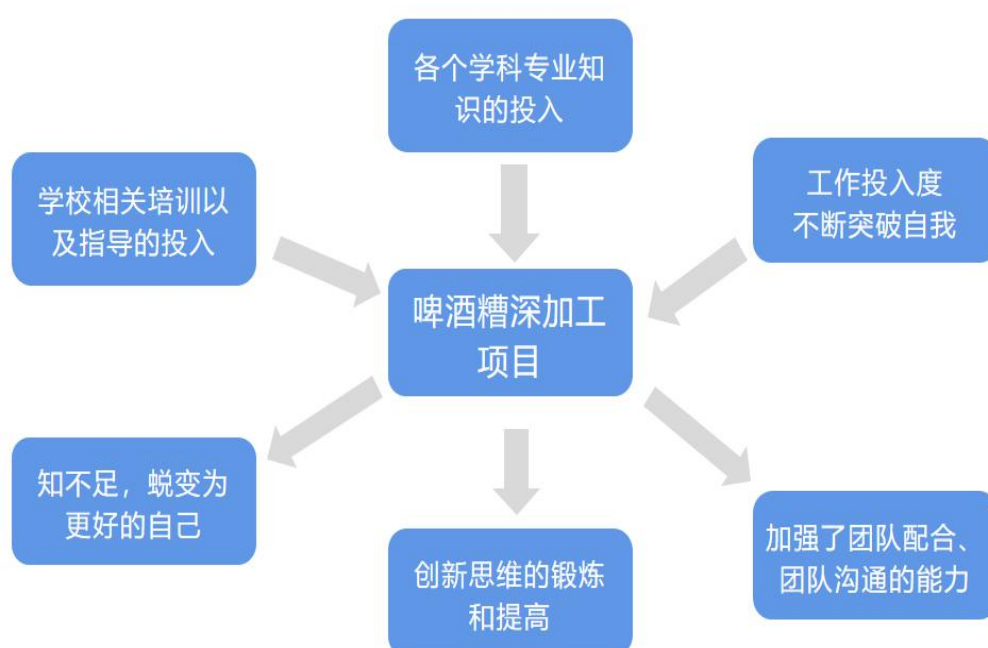 各个学科专业知
识的投入
学校相关培训以
及指导的投入
工作投入度
不断突破自我
啤酒糟深加工
项目
知不足，蜕变为
更好的自己
创新思维的锻炼
和提高
加强了团队配合、
团队沟通的能力